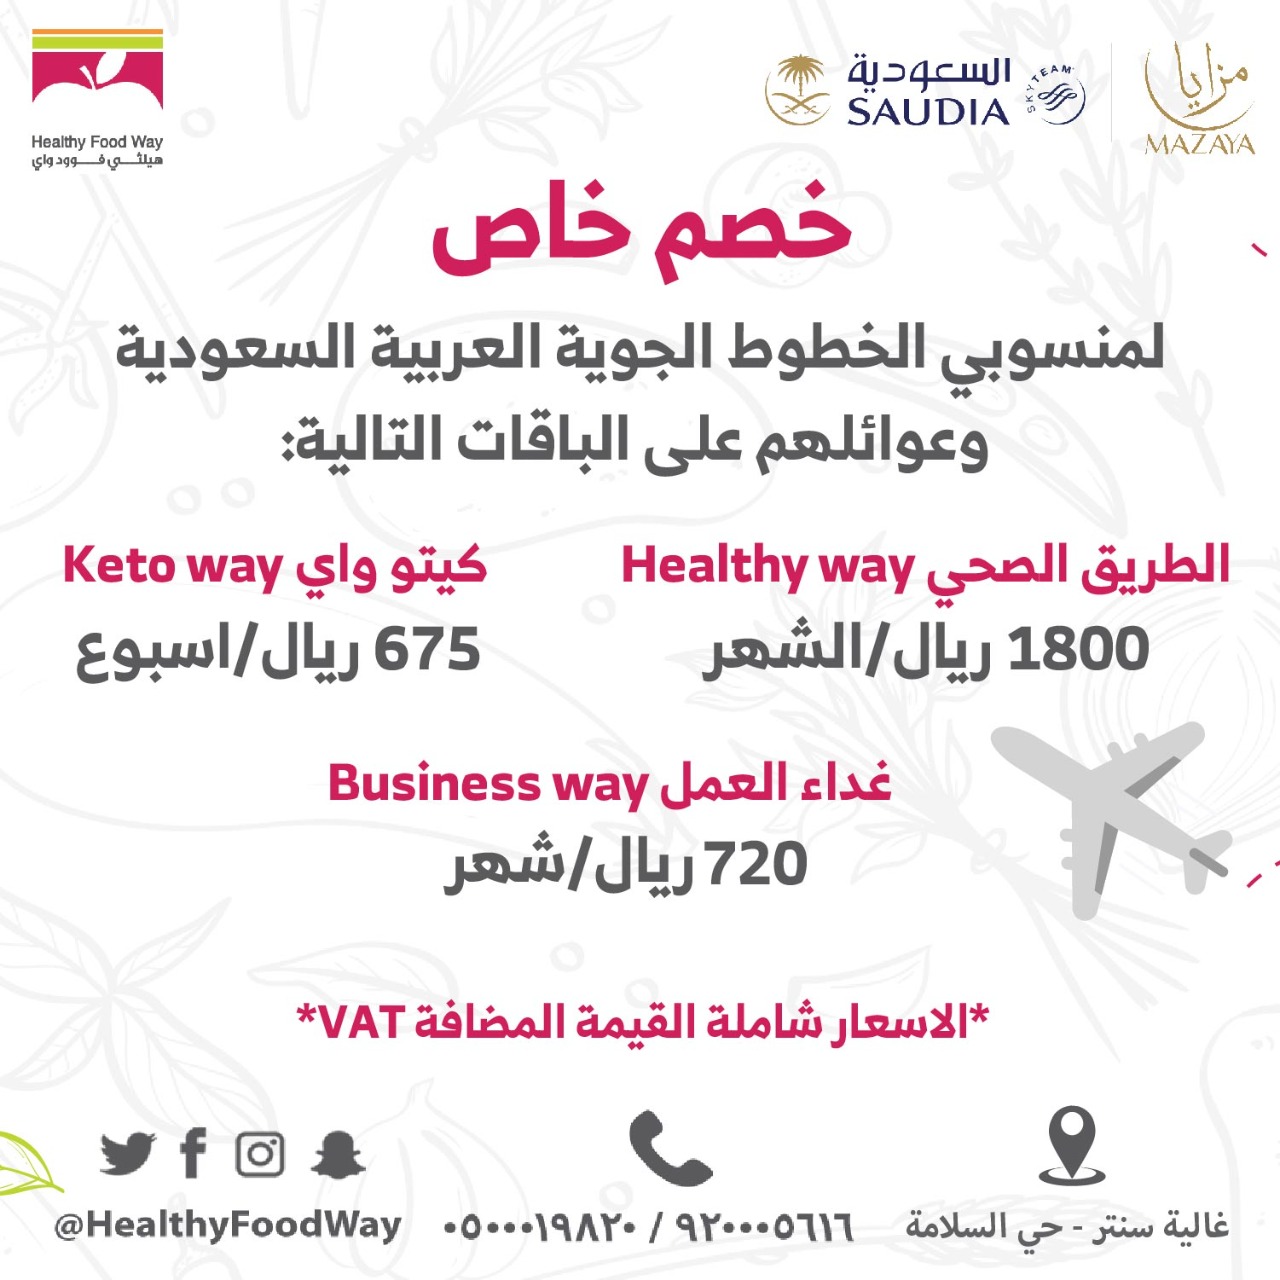 Healthy Food Way
هيلثي فوود واي
السعودية
SAUDIA
SKYTEAM
مزايا
MAZAYA
خصم خاص
لمنسوبي الخطوط الجوية العربية السعودية
وعوائلهم على الباقات التالية:
الطريق الصحي Healthy way
1800 ريال/الشهر
كيتو واي Keto way
675 ريال/اسبوع
غداء العمل Business way
720 ريال/شهر
*الاسعار شاملة القيمة المضافة VAT*
غالية سنتر - حي السلامة
٠٥٠٠٠١٩٨٢٠ / ٩٢٠٠٠٥٦١٦
@HealthyFoodWay